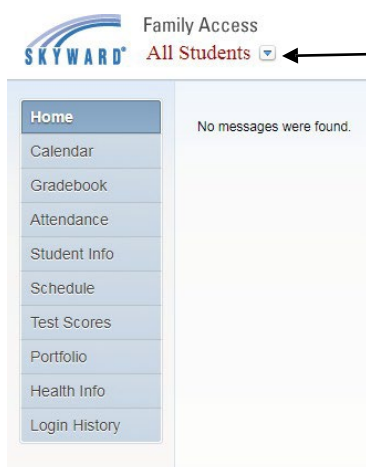 Family Access
SKYWARD®
All Students
Home
No messages were found.
Calendar
Gradebook
Attendance
Student Info
Schedule
Test Scores
Portfolio
Health Info
Login History